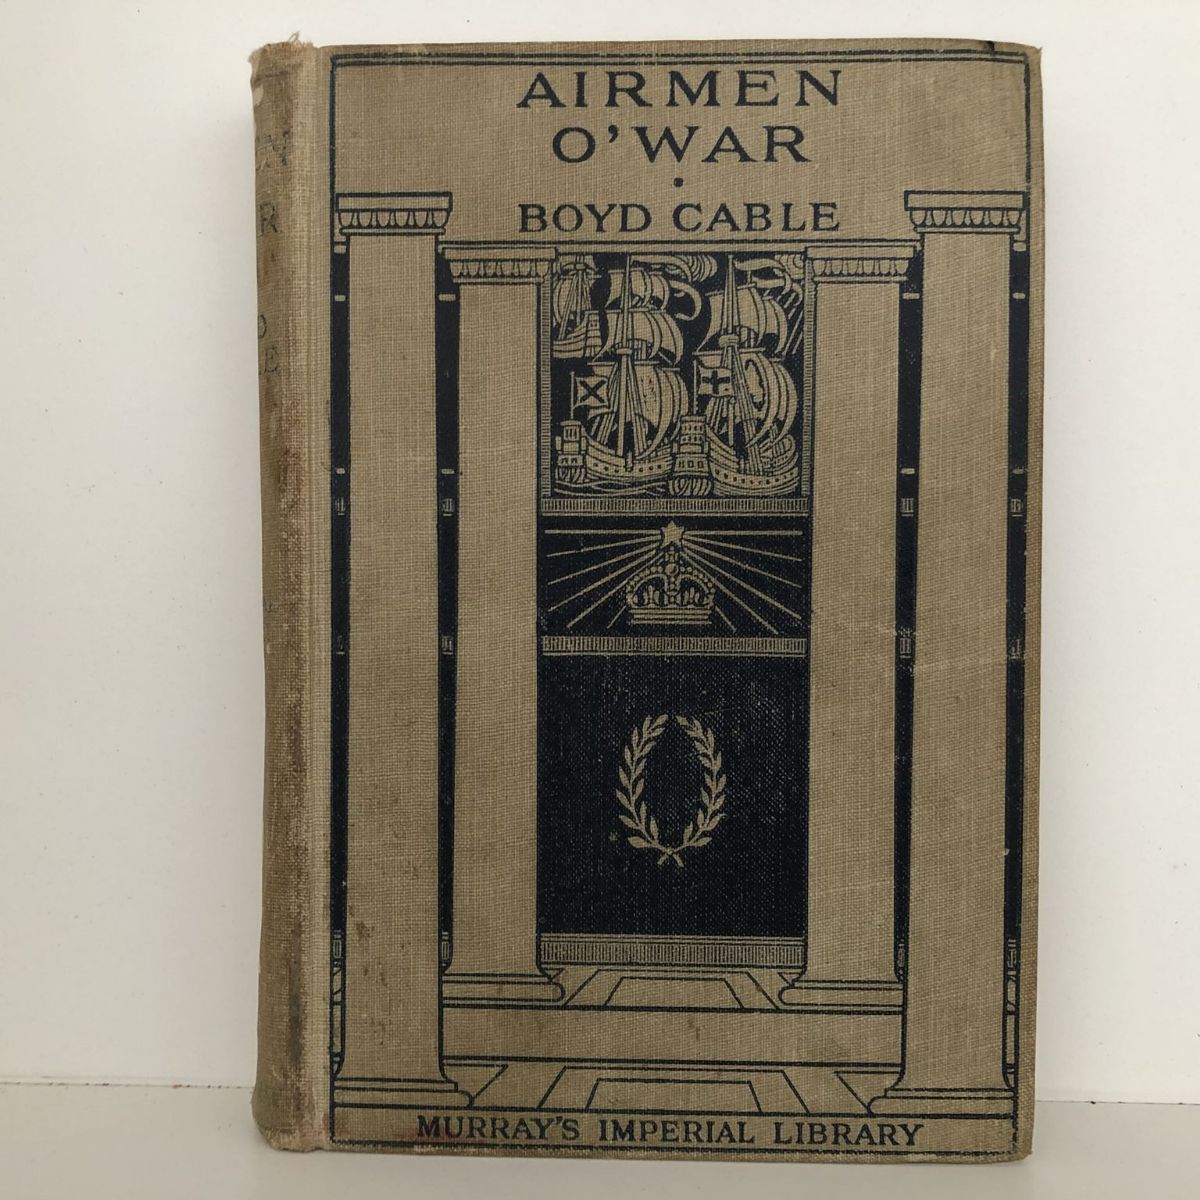 AIRMEN
O' WAR
BOYD CABLE
MURRAY'S IMPERIAL LIBRARY